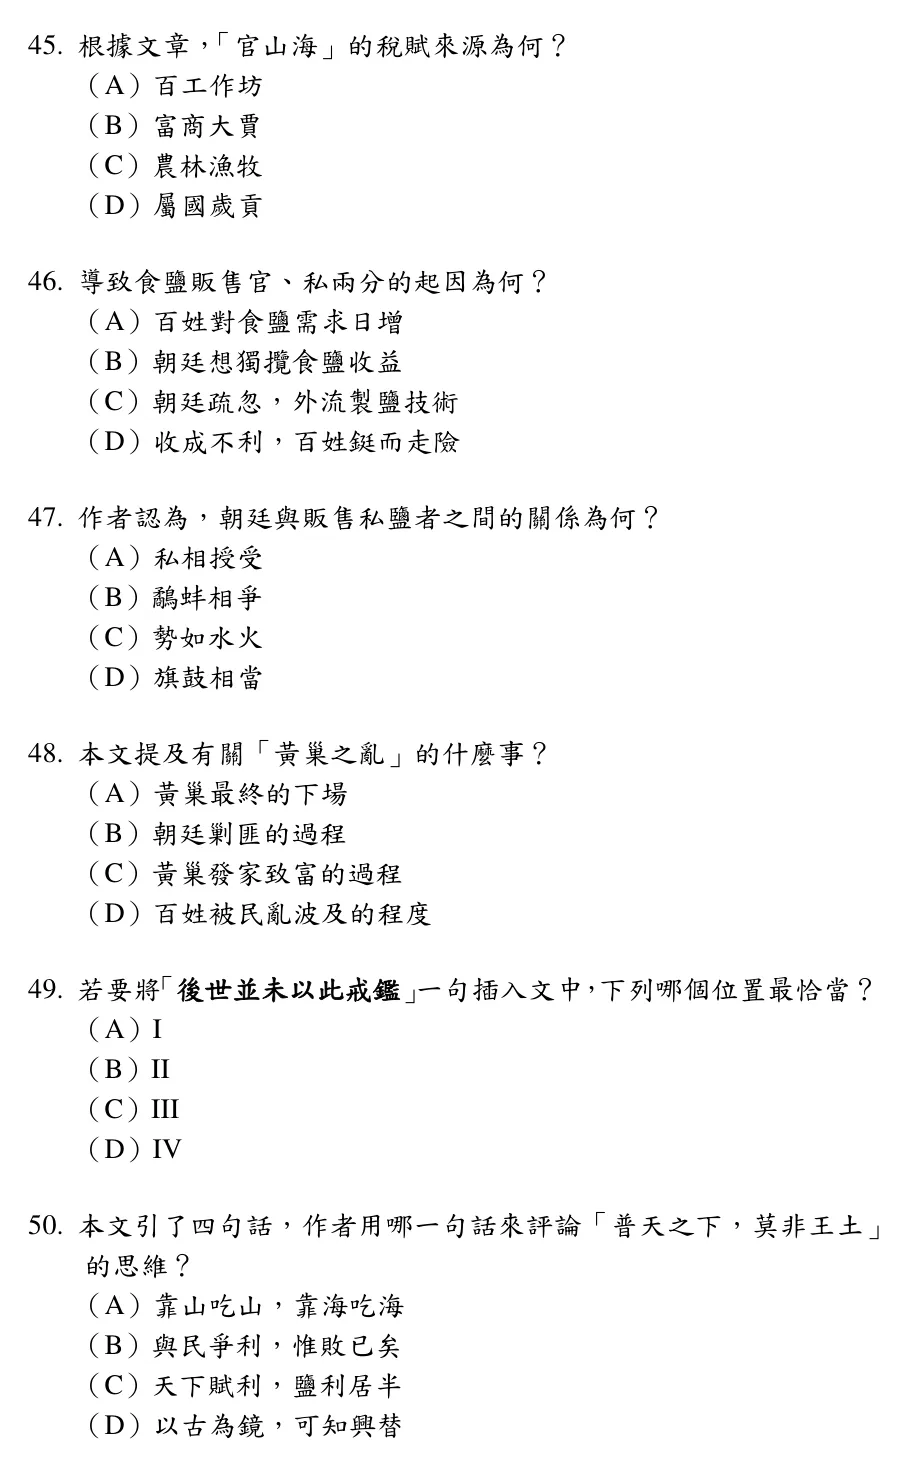 45. 根據文章，「官山海」的稅賦來源為何？
（A）百工作坊
（B）富商大賈
（C）農林漁牧
（D）屬國歲貢
46. 導致食鹽販售官、私兩分的起因為何？
（A）百姓對食鹽需求日增
（B）朝廷想獨攬食鹽收益
（C）朝廷疏忽，外流製鹽技術
（D）收成不利，百姓鋌而走險
47. 作者認為，朝廷與販售私鹽者之間的關係為何？
（A）私相授受
（B）鷸蚌相爭
（C）勢如水火
（D）旗鼓相當
48. 本文提及有關「黃巢之亂」的什麼事？
（A）黃巢最終的下場
（B）朝廷剿匪的過程
（C）黃巢發家致富的過程
（D）百姓被民亂波及的程度
49. 若要將「後世並未以此戒鑑」一句插入文中，下列哪個位置最恰當？
（A）I
（B）II
（C）III
（D）IV
50. 本文引了四句話，作者用哪一句話來評論「普天之下，莫非王土」
的思維？
（A）靠山吃山，靠海吃海
（B）與民爭利，惟敗已矣
（C）天下賦利，鹽利居半
（D）以古為鏡，可知興替